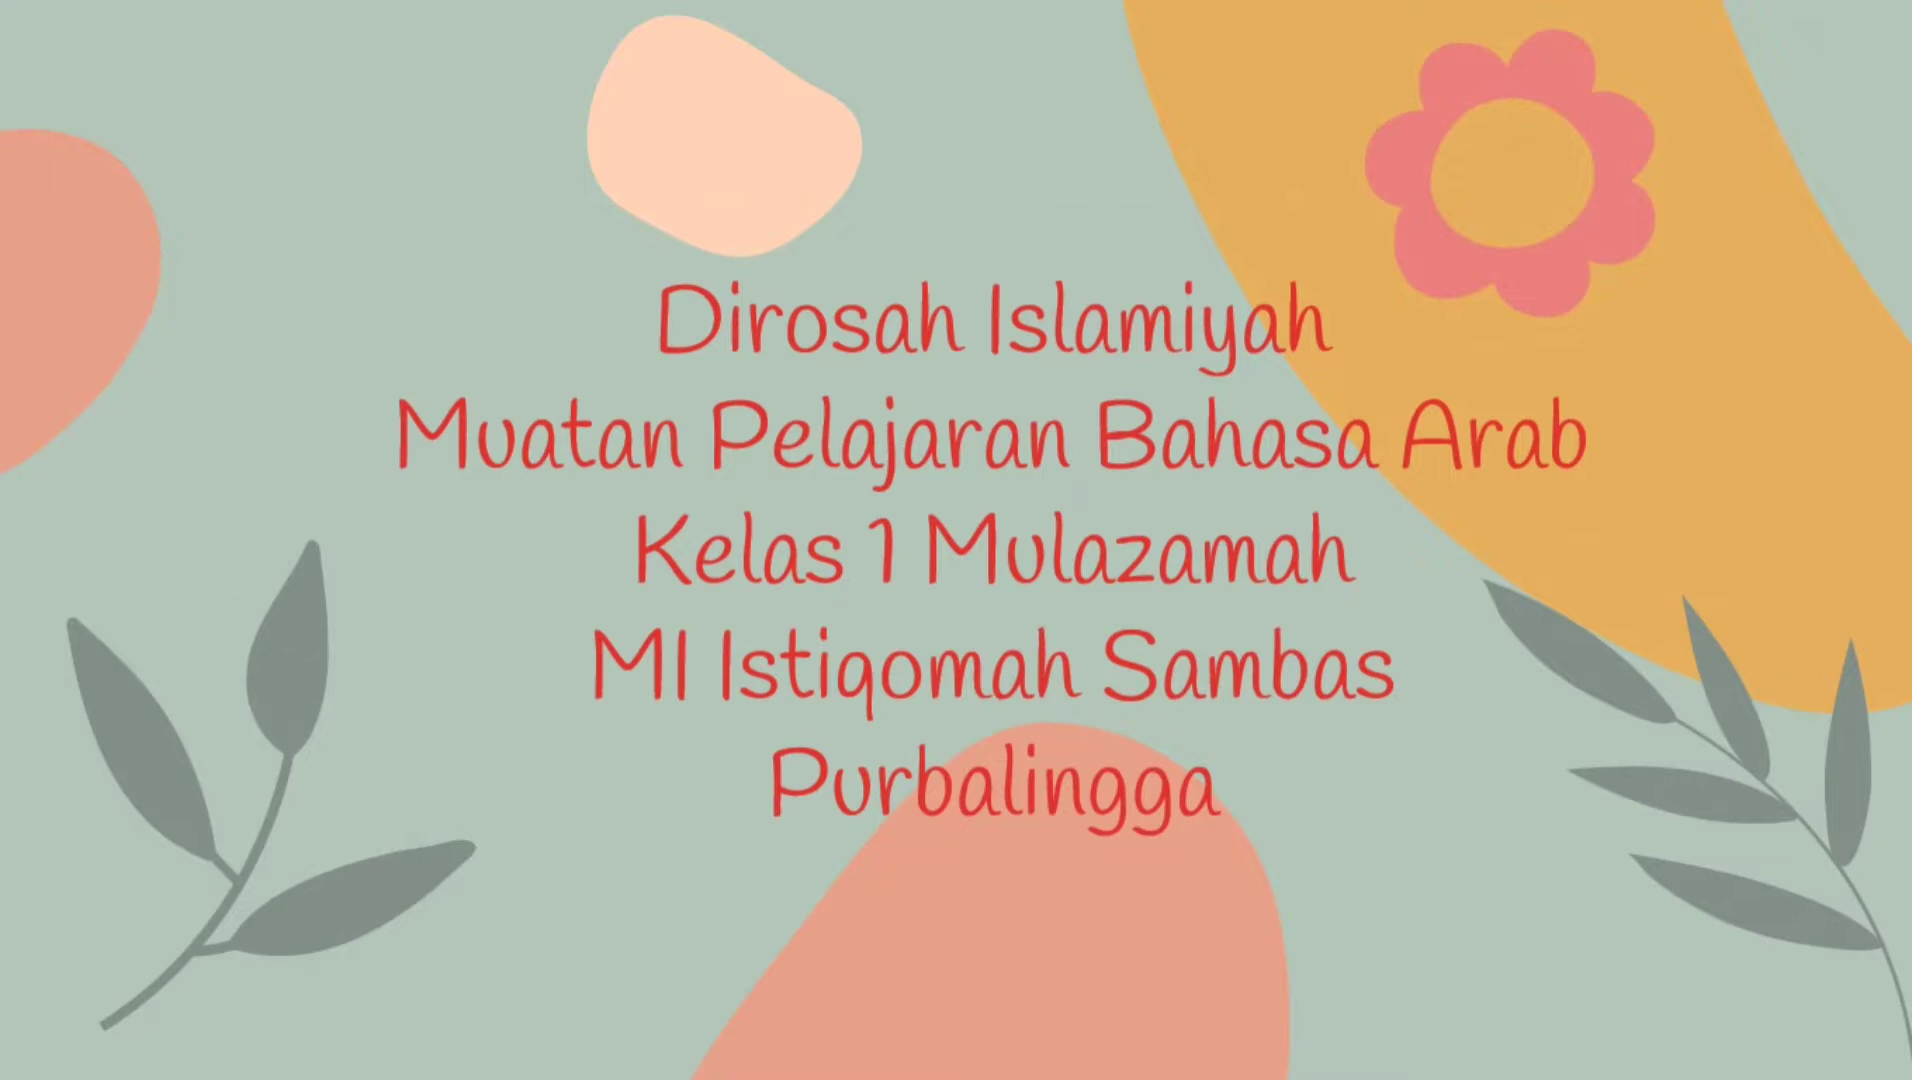 Dirosah Islamiyah
Muatan Pelajaran Bahasa Arab
Kelas 1 Mulazamah
MI Istiqomah Sambas
Purbalingga